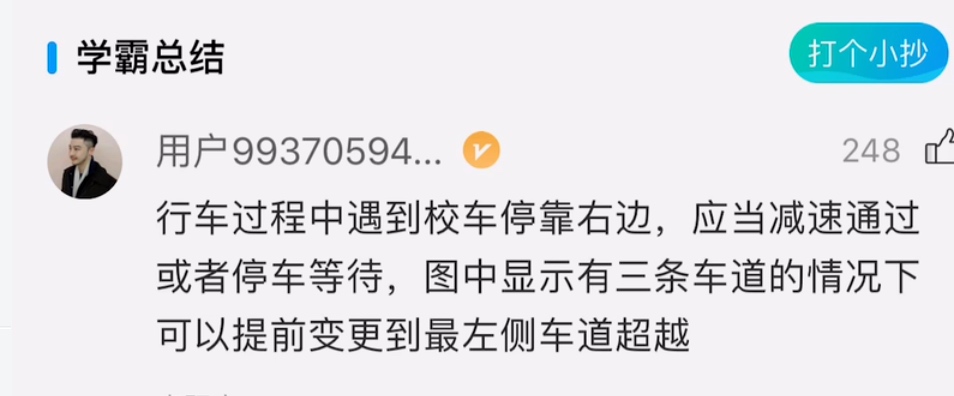 学霸总结
打个小抄
用户99370594...
248
行车过程中遇到校车停靠右边，应当减速通过
或者停车等待，图中显示有三条车道的情况下
可以提前变更到最左侧车道超越